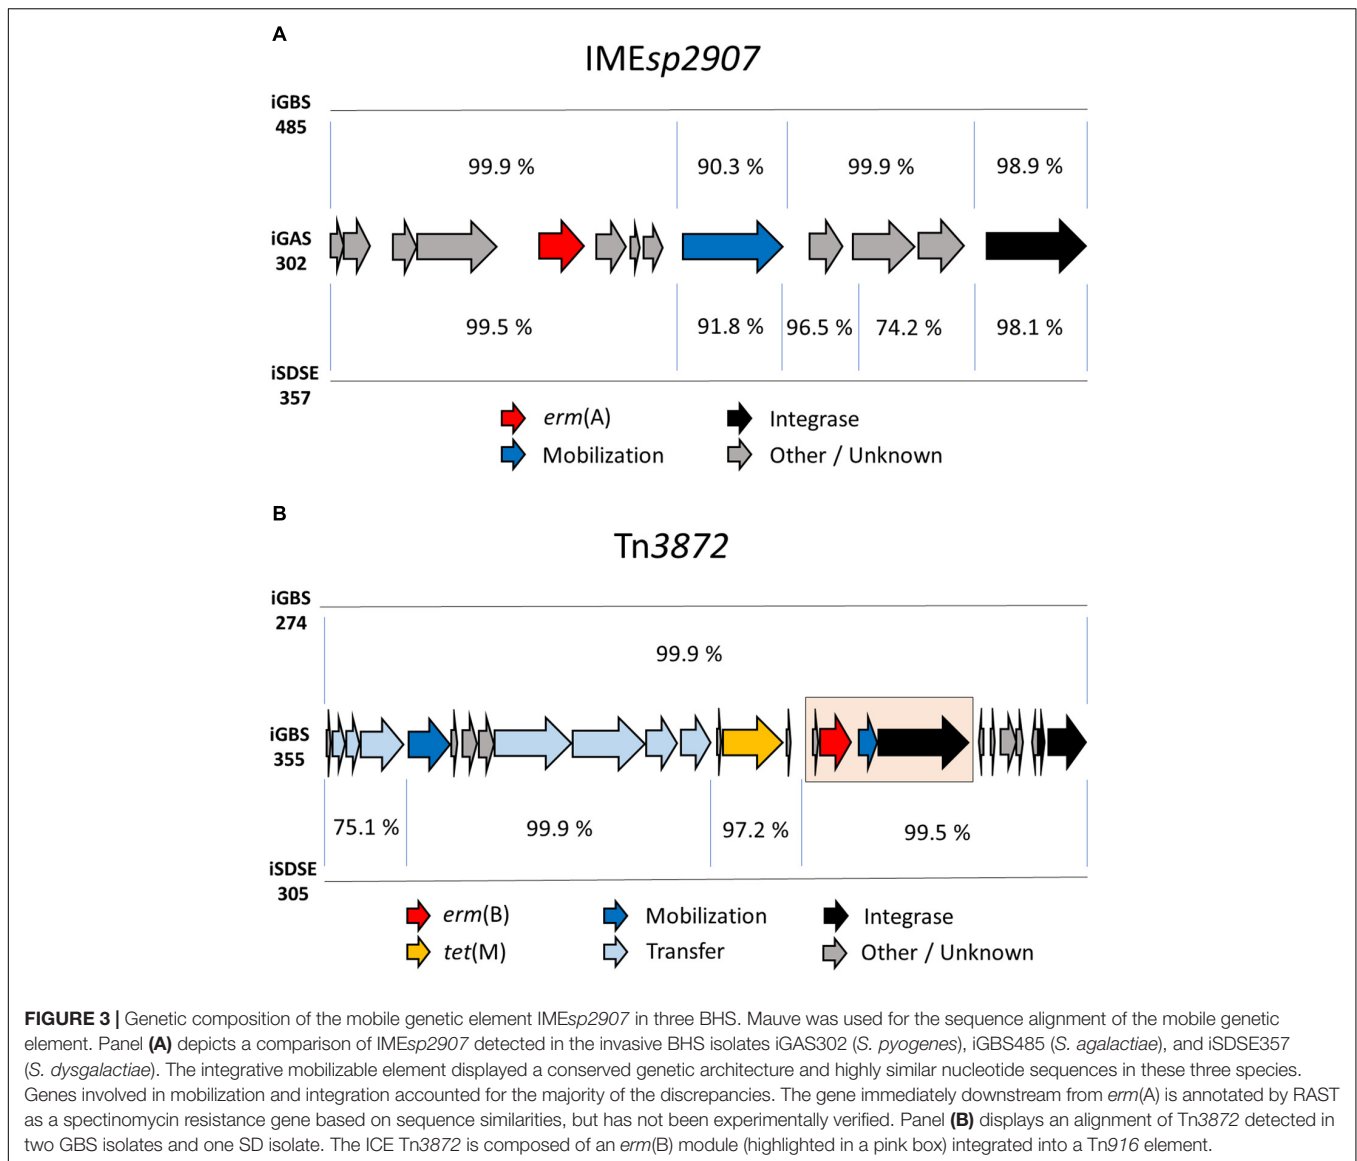 A
IMEsp2907
iGBS
485
99.9 % 90.3 % 99.9 % 98.9 %
iGAS
302
99.5 % 91.8 % 96.5 % 74.2 % 98.1 %
iSDSE
357
erm(A) Integrase
Mobilization Other / Unknown
B
Tn3872
iGBS
274
99.9 %
iGBS
355
75.1 % 99.9 % 97.2 % 99.5 %
iSDSE
305
erm(B) Mobilization Integrase
tet(M) Transfer Other / Unknown
FIGURE 3 | Genetic composition of the mobile genetic element IMEsp2907 in three BHS. Mauve was used for the sequence alignment of the mobile genetic
element. Panel (A) depicts a comparison of IMEsp2907 detected in the invasive BHS isolates iGAS302 (S. pyogenes), iGBS485 (S. agalactiae), and iSDSE357
(S. dysgalactiae). The integrative mobilizable element displayed a conserved genetic architecture and highly similar nucleotide sequences in these three species.
Genes involved in mobilization and integration accounted for the majority of the discrepancies. The gene immediately downstream from erm(A) is annotated by RAST
as a spectinomycin resistance gene based on sequence similarities, but has not been experimentally verified. Panel (B) displays an alignment of Tn3872 detected in
two GBS isolates and one SD isolate. The ICE Tn3872 is composed of an erm(B) module (highlighted in a pink box) integrated into a Tn916 element.